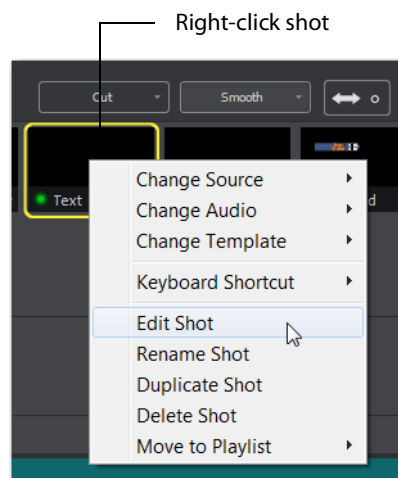 Right-click shot
Cut
Smooth
Text
d
Change Source
Change Audio
Change Template
Keyboard Shortcut
Edit Shot
Rename Shot
Duplicate Shot
Delete Shot
Move to Playlist